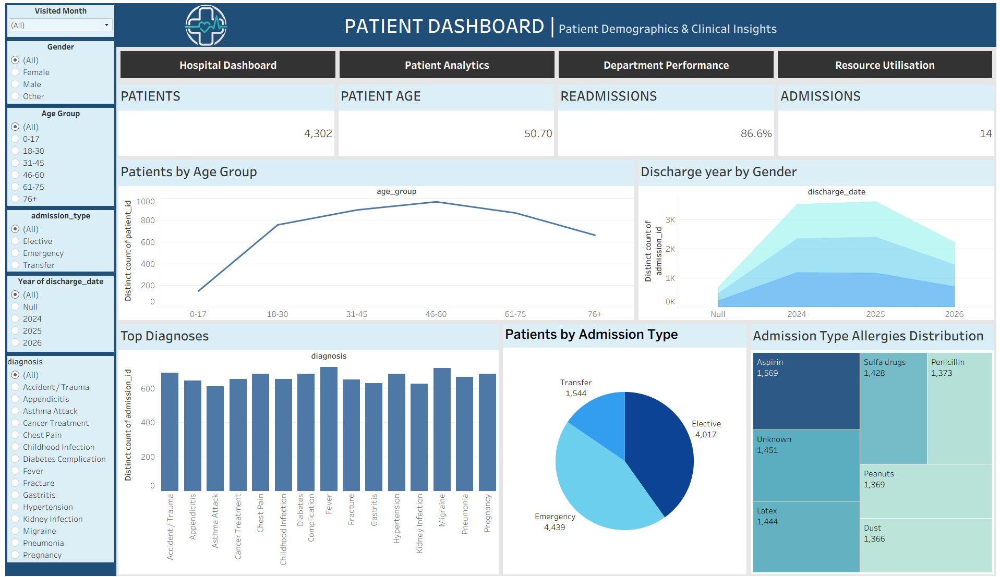 Visited Month
(All)
Gender
(All)
Female
Male
Other
Age Group
(All)
0-17
18-30
31-45
46-60
61-75
76+
admission_type
(All)
Elective
Emergency
Transfer
Year of discharge_date
(All)
Null
2024
2025
2026
diagnosis
(All)
Accident / Trauma
Appendicitis
Asthma Attack
Cancer Treatment
Chest Pain
Childhood Infection
Diabetes Complication
Fever
Fracture
Gastritis
Hypertension
Kidney Infection
Migraine
Pneumonia
Pregnancy
PATIENT DASHBOARD | Patient Demographics & Clinical Insights
Hospital Dashboard
Patient Analytics
Department Performance
Resource Utilisation
PATIENTS
4,302
PATIENT AGE
50.70
READMISSIONS
86.6%
ADMISSIONS
14
Patients by Age Group
age_group
Distinct count of patient_id
1000
800
600
400
200
0
0-17
18-30
31-45
46-60
61-75
76+
Discharge year by Gender
discharge_date
Distinct count of
admission_id
3K
2K
1K
0K
Null
2024
2025
2026
Top Diagnoses
diagnosis
Distinct count of admission_id
600
400
200
0
Accident / Trauma
Appendicitis
Asthma Attack
Cancer Treatment
Chest Pain
Childhood Infection
Diabetes
Complication
Fever
Fracture
Gastritis
Hypertension
Kidney Infection
Migraine
Pneumonia
Pregnancy
Patients by Admission Type
Transfer
1,544
Elective
4,017
Emergency
4,439
Admission Type Allergies Distribution
Aspirin
1,569
Unknown
1,451
Latex
1,444
Sulfa drugs
1,428
Penicillin
1,373
Peanuts
1,369
Dust
1,366